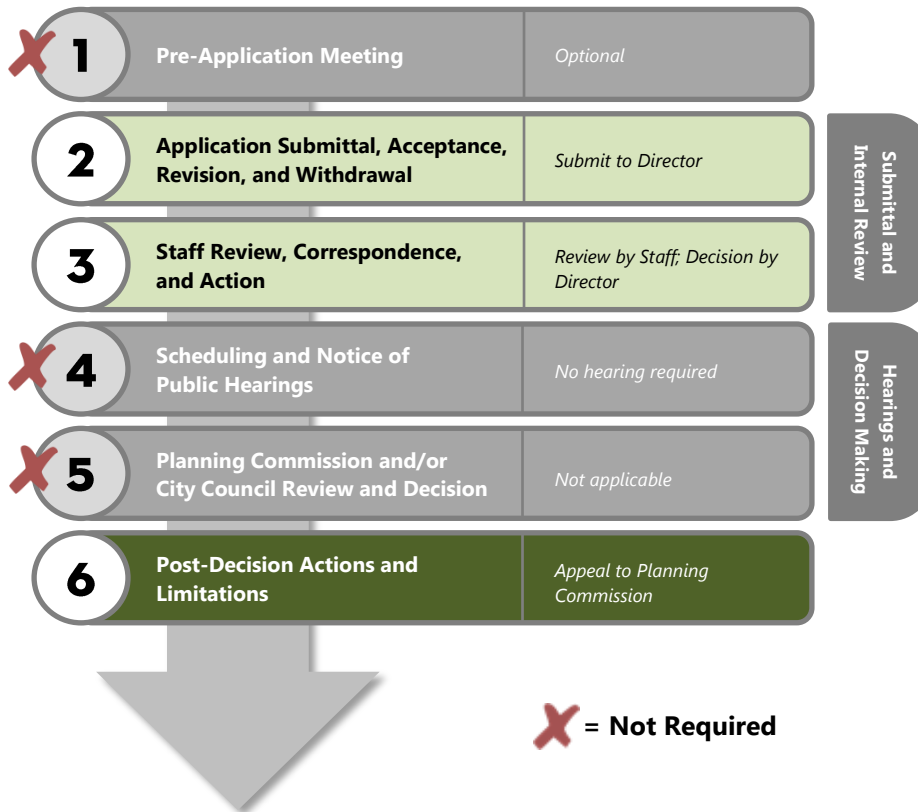 1
Pre-Application Meeting
Optional
2
Application Submittal, Acceptance,
Revision, and Withdrawal
Submit to Director
3
Staff Review, Correspondence,
and Action
Review by Staff; Decision by
Director
Submittal and
Internal Review
4
Scheduling and Notice of
Public Hearings
No hearing required
5
Planning Commission and/or
City Council Review and Decision
Not applicable
Hearings and
Decision Making
6
Post-Decision Actions and
Limitations
Appeal to Planning
Commission
= Not Required